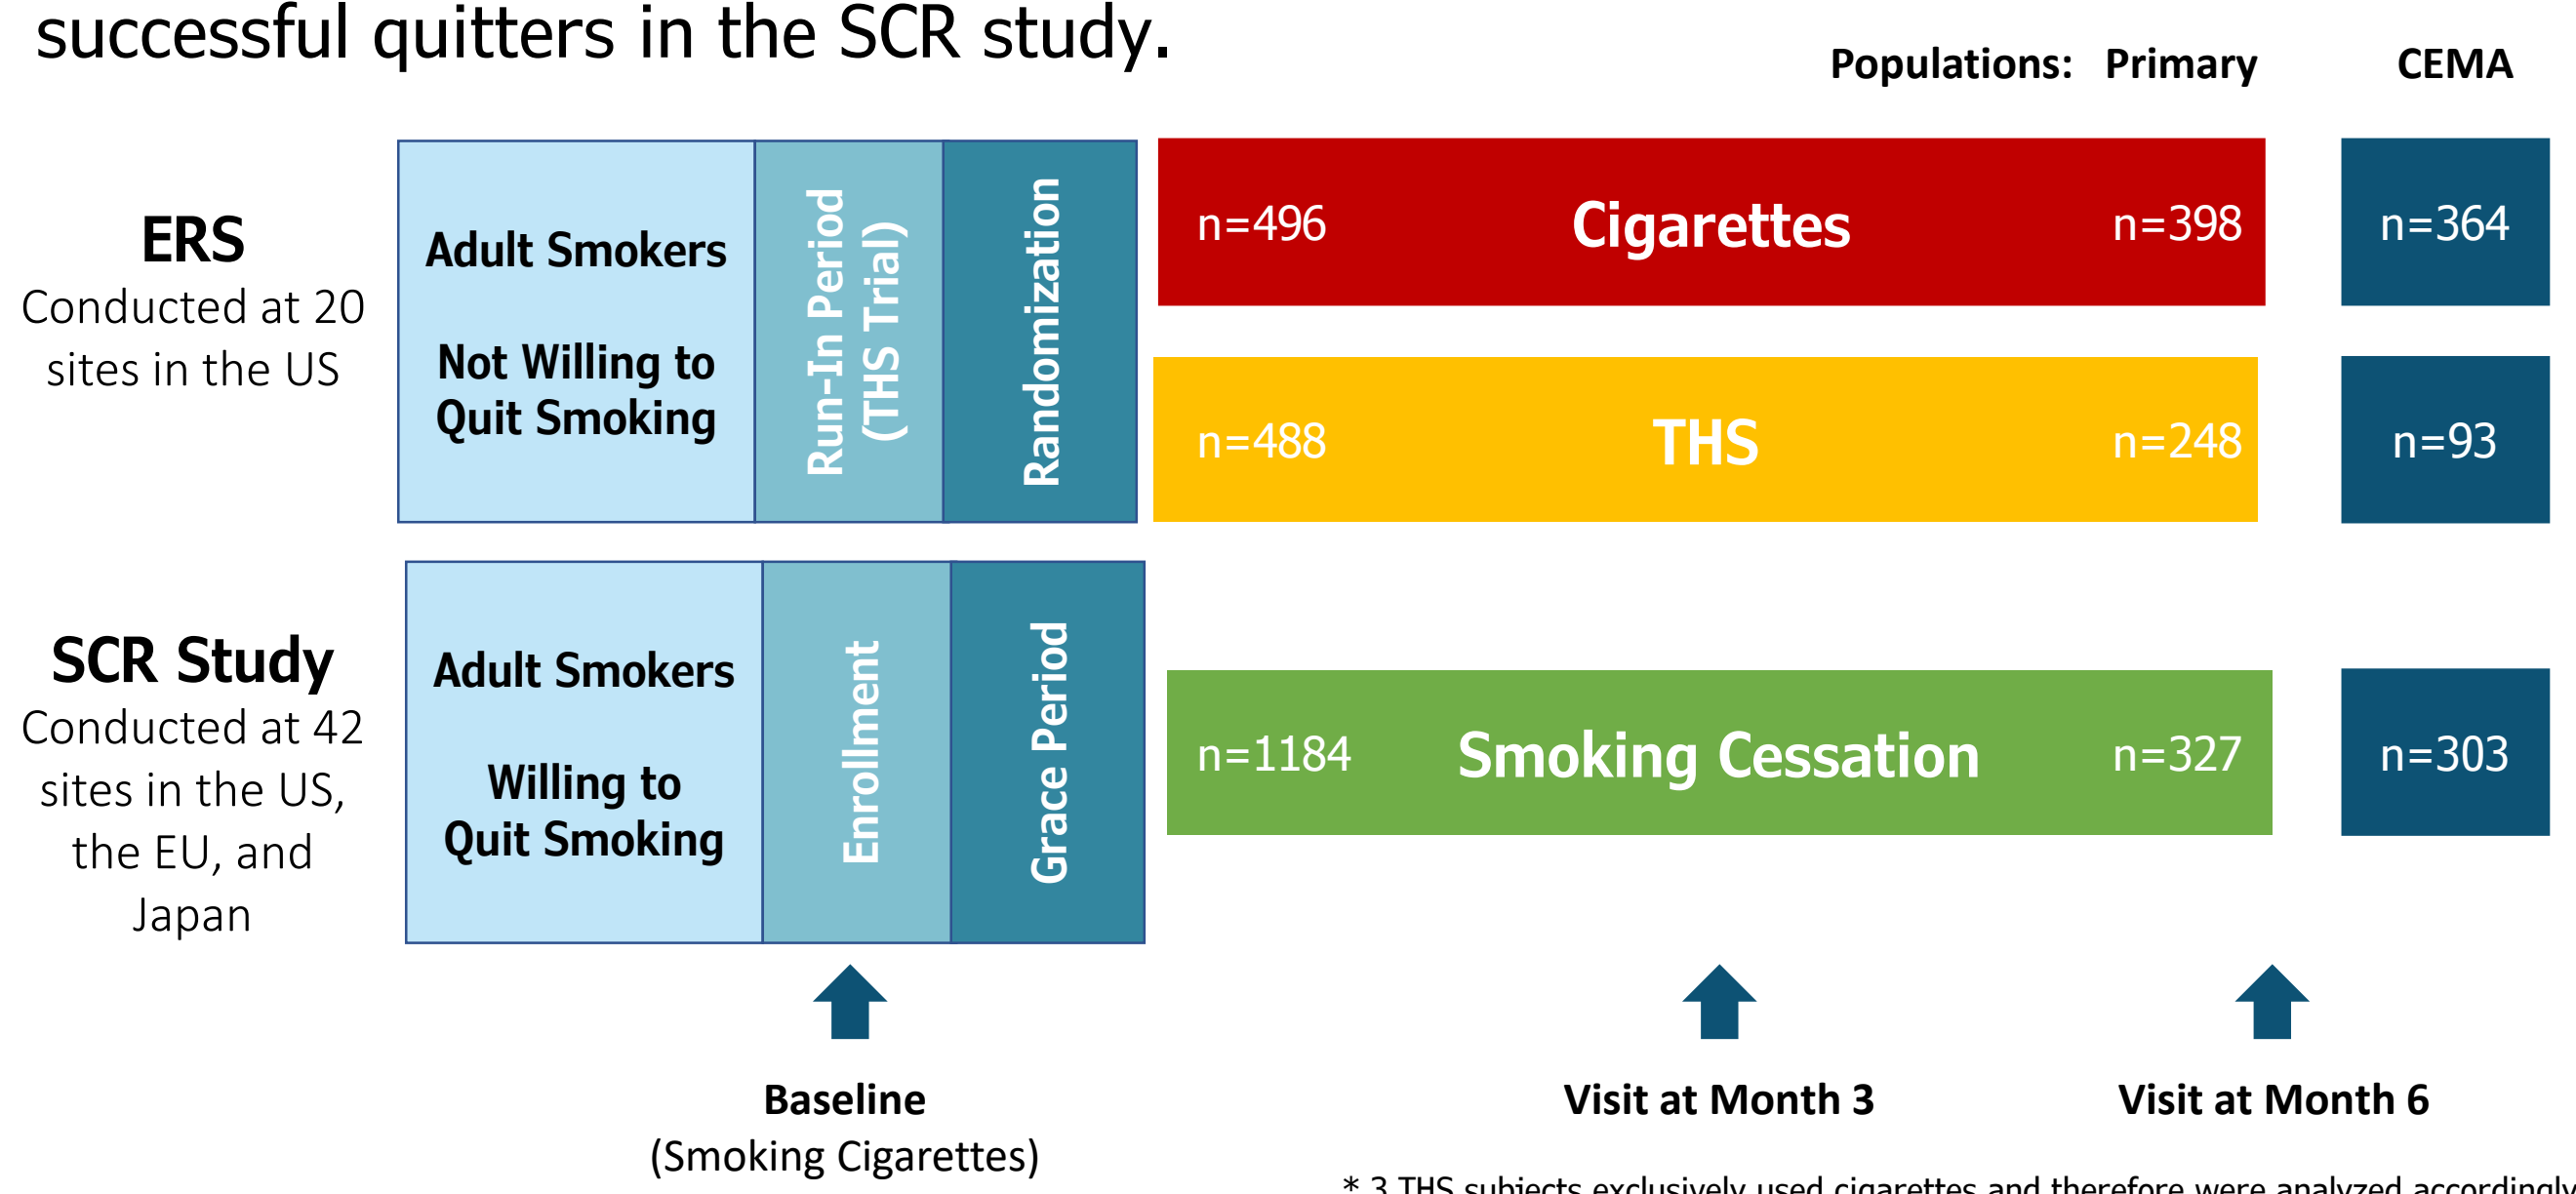 successful quitters in the SCR study.
Populations: Primary CEMA
ERS
Conducted at 20
sites in the US
Adult Smokers
Not Willing to
Quit Smoking
Run-In Period
(THS Trial)
Randomization
n=496 Cigarettes n=398 n=364
n=488 THS n=248 n=93
SCR Study
Conducted at 42
sites in the US,
the EU, and
Japan
Adult Smokers
Willing to
Quit Smoking
Enrollment
Grace Period
n=1184 Smoking Cessation n=327 n=303
Baseline
(Smoking Cigarettes)
Visit at Month 3
Visit at Month 6
* 3 THS subjects exclusively used cigarettes and therefore were analyzed accordingly